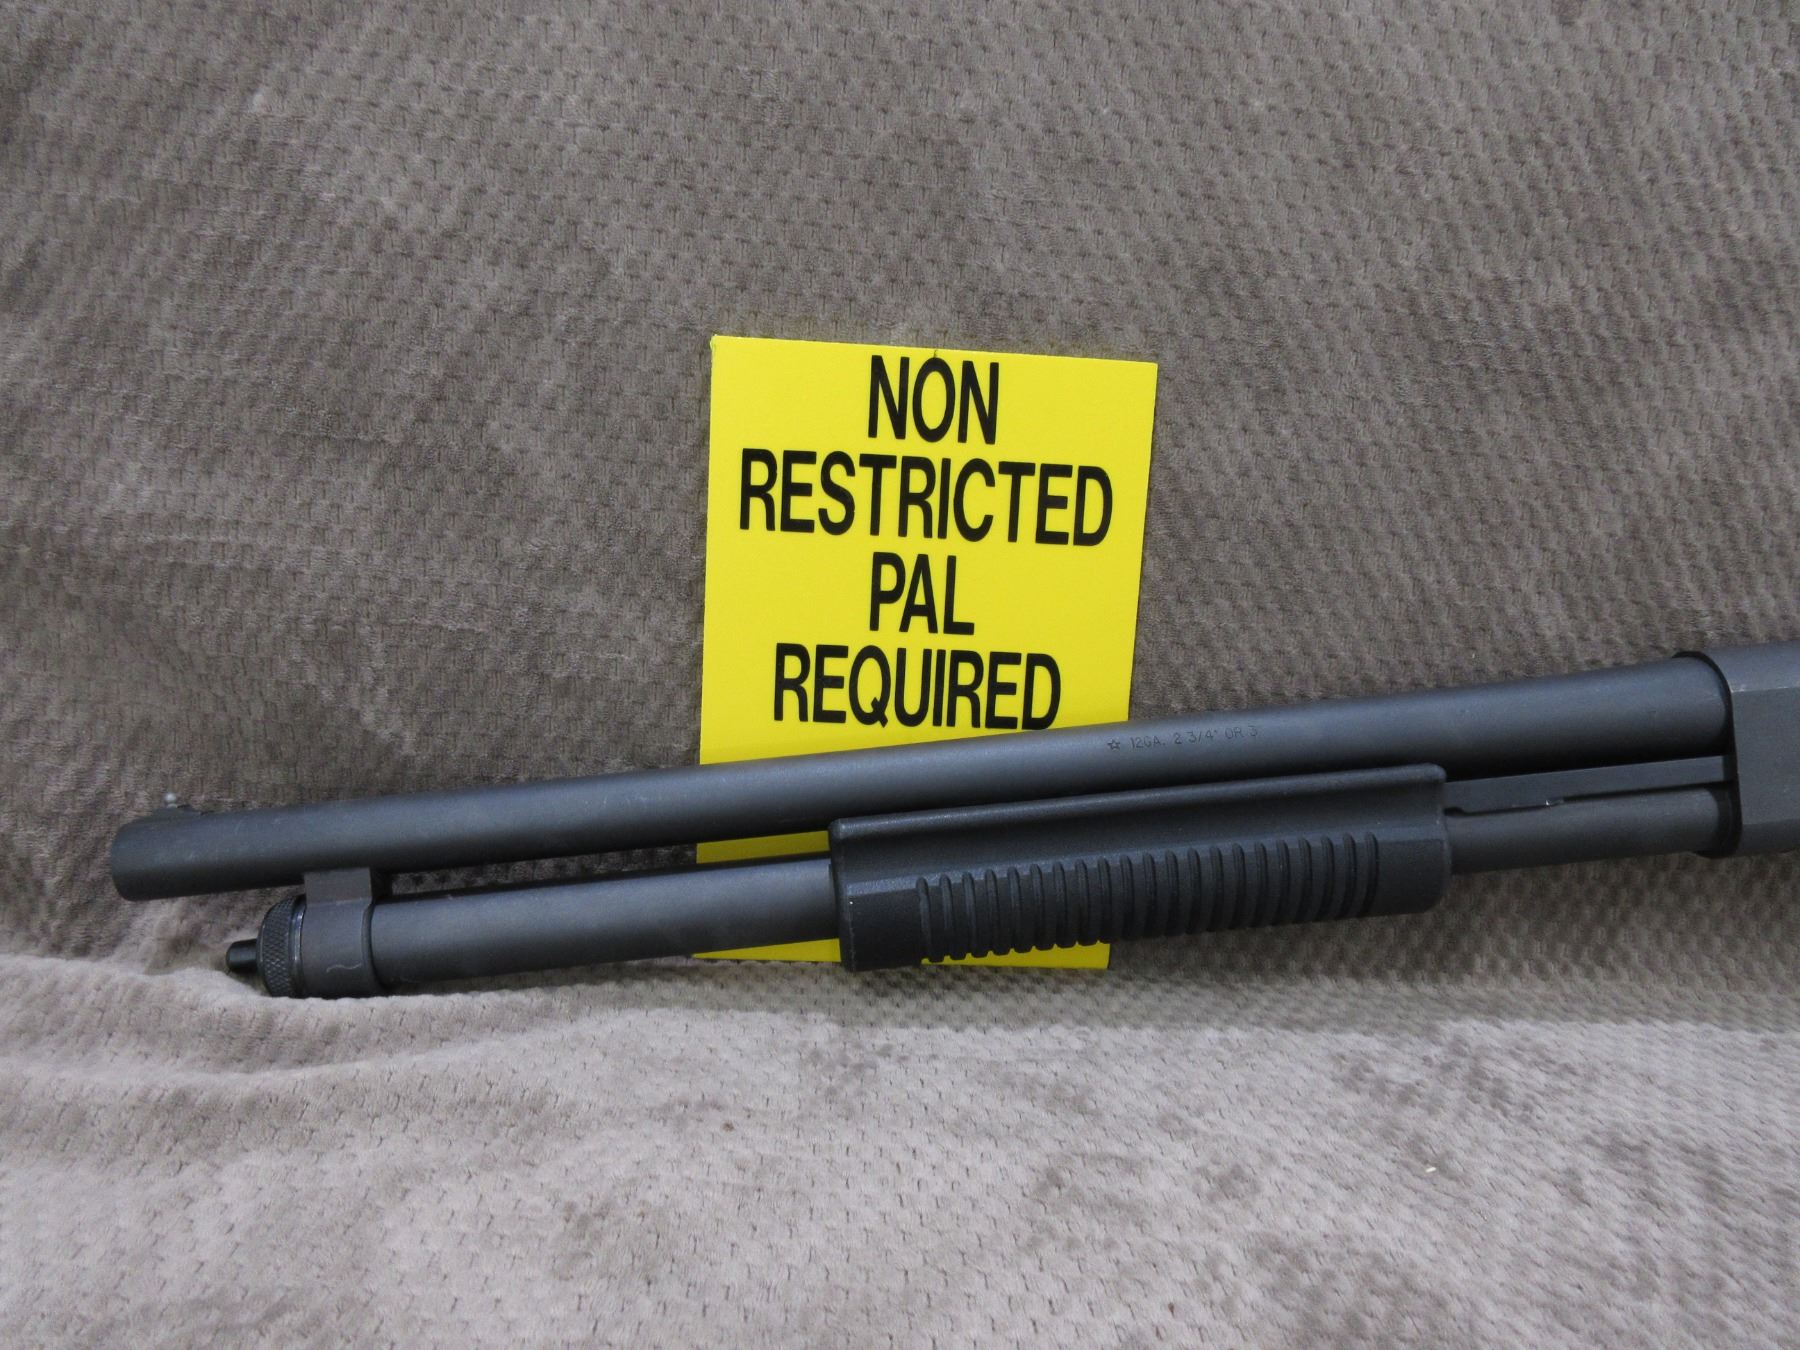 NON
RESTRICTED
PAL
REQUIRED
☆ 12GA. 2 3/4" OR 3